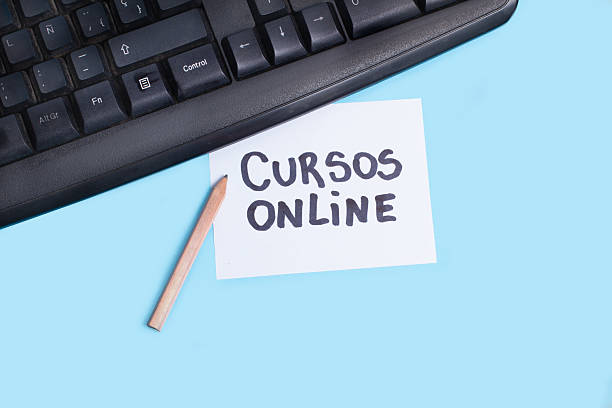 Ñ
L
Control
Fn
Alt Gr
CURSOS
ONLINE